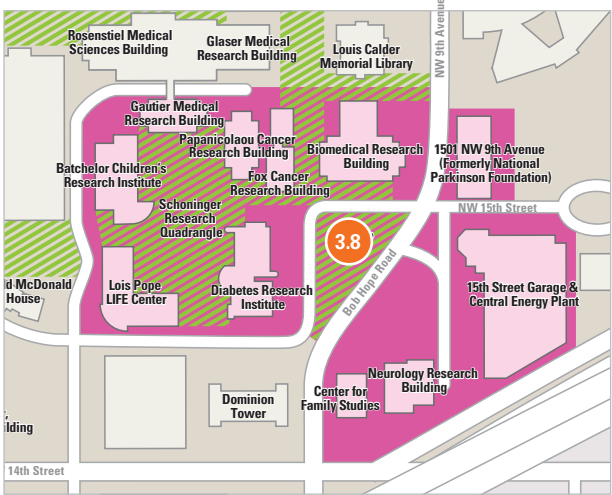 Rosenstiel Medical
Sciences Building
Glaser Medical
Research Building
Louis Calder
Memorial Library
NW 9th Avenue
Gautier Medical
Research Building
Papanicolaou Cancer
Research Building
Biomedical Research
Building
1501 NW 9th Avenue
(Formerly National
Parkinson Foundation)
Batchelor Children's
Research Institute
Fox Cancer
Research Building
Schoninger
Research
Quadrangle
NW 15th Street
3.8
Bob Hope Road
ld McDonald
House
Lois Pope
LIFE Center
Diabetes Research
Institute
15th Street Garage &
Central Energy Plant
Neurology Research
Building
Center for
Family Studies
Dominion
Tower
ilding
14th Street